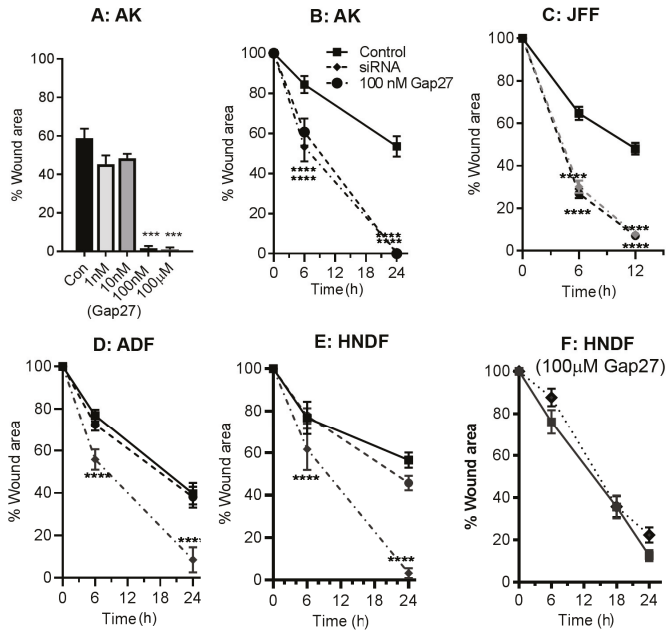 A: AK
% Wound area
100
80
60
40
20
0
*** ***
Con
1nM
10nM
100nM
100µM
(Gap27)
B: AK
% Wound area
100
80
60
40
20
0
Control
siRNA
100 nM Gap27
****
****
****
****
0 6 12 18 24
Time (h)
C: JFF
% Wound area
100
80
60
40
20
0
****
****
****
****
0 6 12
Time (h)
D: ADF
% Wound area
100
80
60
40
20
0
****
****
0 6 12 18 24
Time (h)
E: HNDF
% Wound area
100
80
60
40
20
0
****
****
0 6 12 18 24
Time (h)
F: HNDF
(100µM Gap27)
% Wound area
100
80
60
40
20
0
0 6 12 18 24
Time (h)